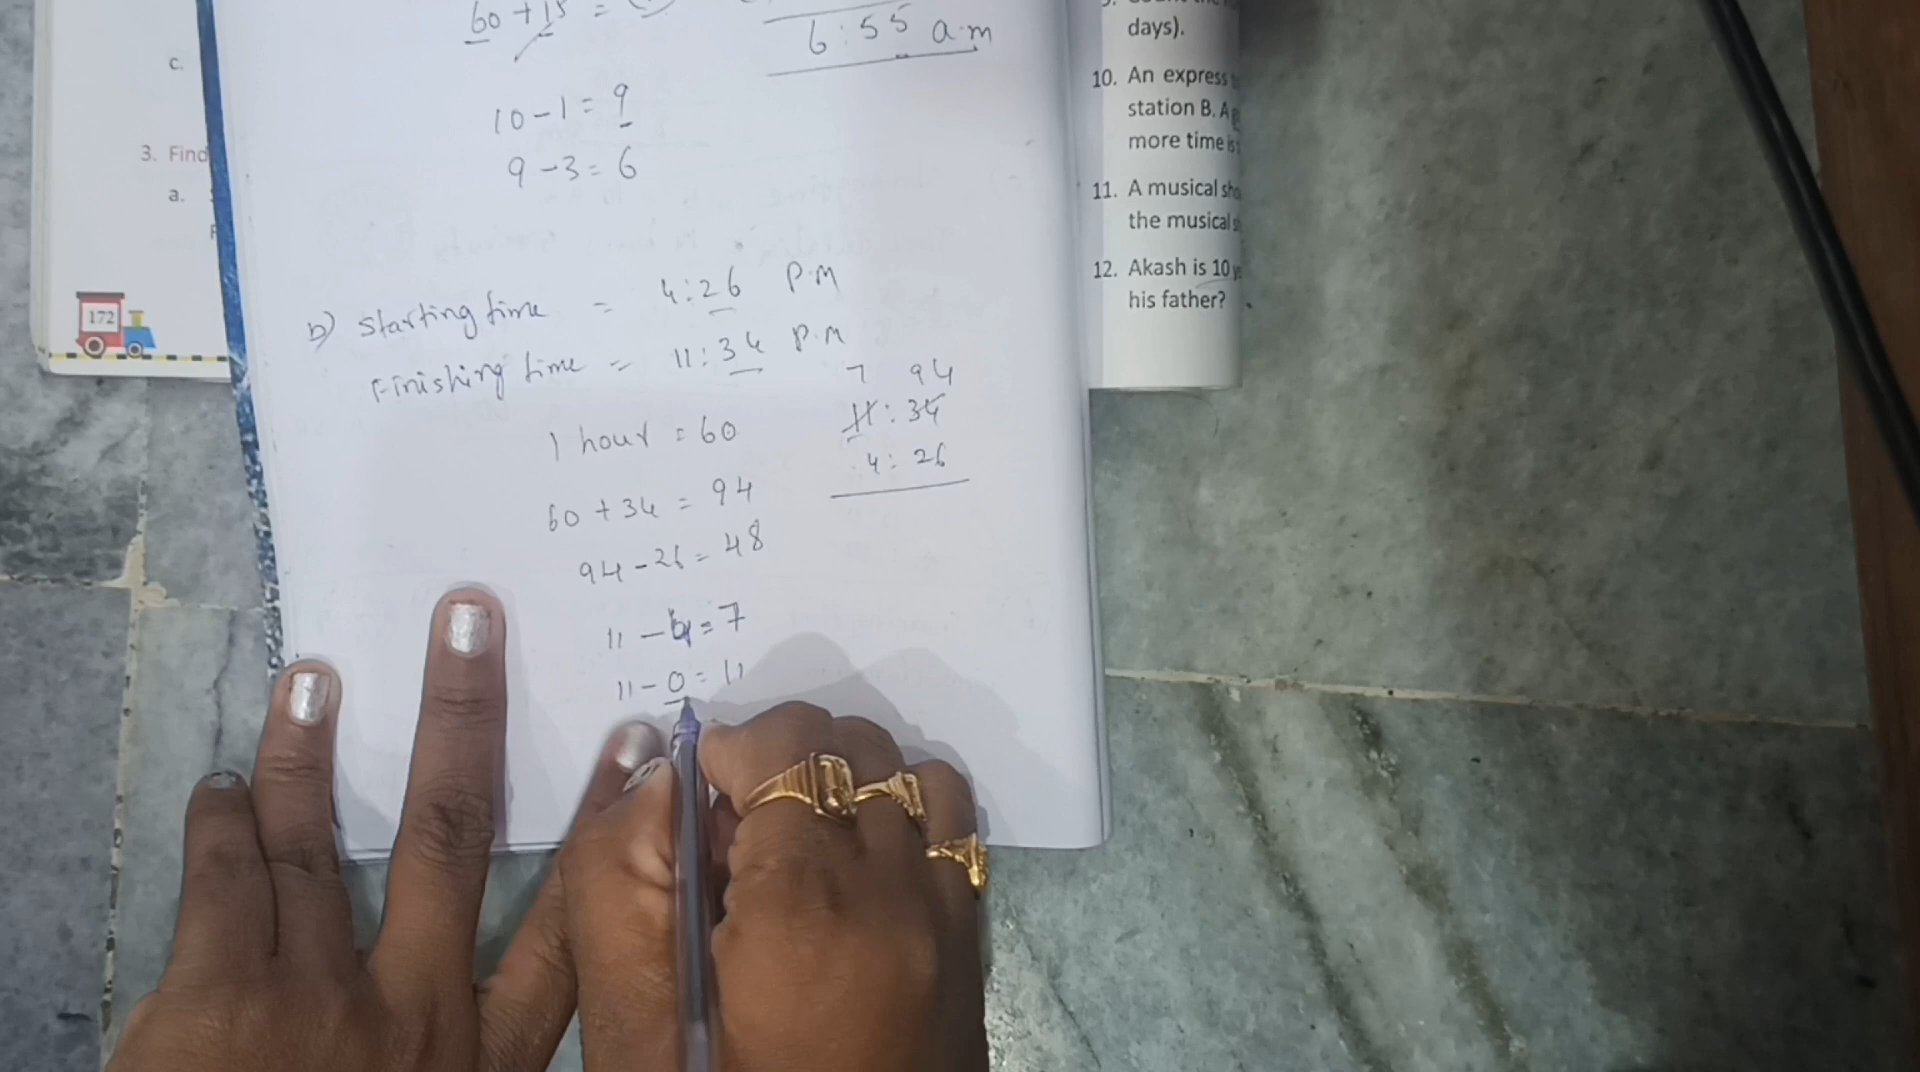 c.
3. Find
a.
172
60 + 15 =
6:55 a.m
10 - 1 = 9
9 - 3 = 6
b) Starting time = 4:26 P.M
Finishing time = 11:34 P.M
1 hour = 60
60 + 34 = 94
94 - 26 = 48
11 - 4 = 7
11 - 0 = 11
7 94
11 : 34
4 : 26
days).
10. An express
station B. A
more time is
11. A musical
the musical
12. Akash is 10
his father?